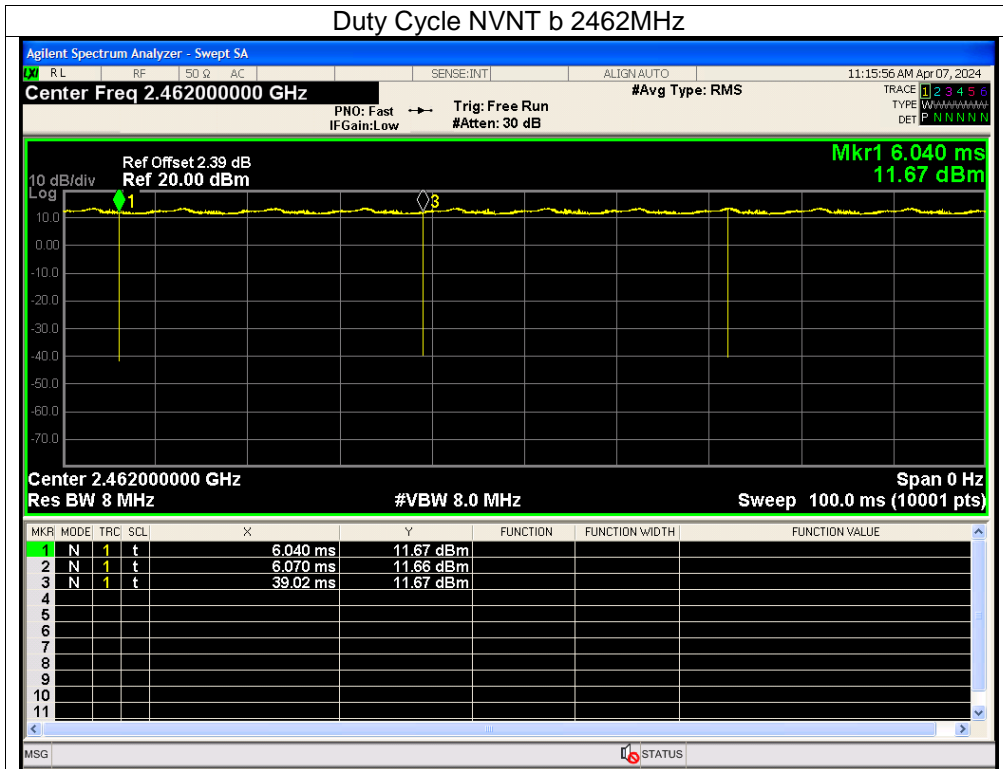 Duty Cycle NVNT b 2462MHz
Agilent Spectrum Analyzer - Swept SA
LXI RL RF 50 Ω AC SENSE:INT ALIGNAUTO 11:15:56 AM Apr 07, 2024
Center Freq 2.462000000 GHz #Avg Type: RMS TRACE 1 2 3 4 5 6
PNO: Fast Trig: Free Run TYPE WWWWWW
IFGain:Low #Atten: 30 dB DET P N N N N N
Mkr1 6.040 ms
Ref Offset 2.39 dB
10 dB/div Ref 20.00 dBm 11.67 dBm
Log
1 3
10.0
0.00
-10.0
-20.0
-30.0
-40.0
-50.0
-60.0
-70.0
Center 2.462000000 GHz Span 0 Hz
Res BW 8 MHz #VBW 8.0 MHz Sweep 100.0 ms (10001 pts)
MKR MODE TRC SCL X Y FUNCTION FUNCTION WIDTH FUNCTION VALUE
1 N 1 t 6.040 ms 11.67 dBm
2 N 1 t 6.070 ms 11.66 dBm
3 N 1 t 39.02 ms 11.67 dBm
4
5
6
7
8
9
10
11
MSG STATUS